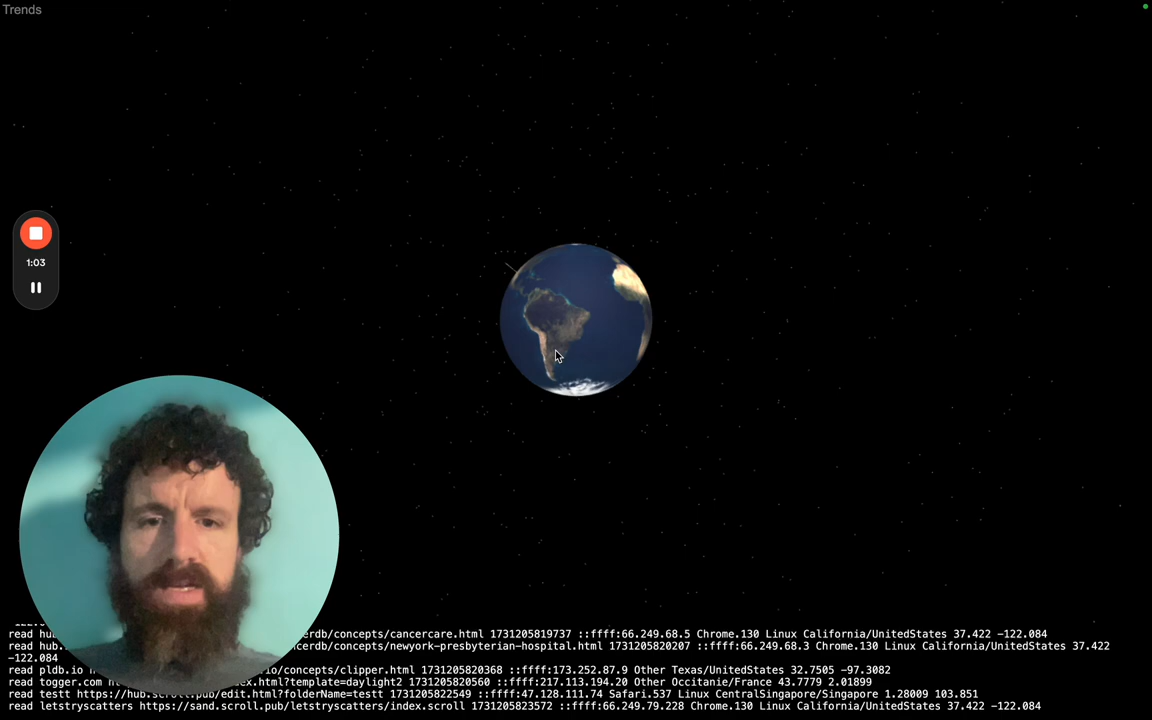 Trends
1:03
read hub erdb/concepts/cancercare.html 1731205819737 ::ffff:66.249.68.5 Chrome.130 Linux California/UnitedStates 37.422 -122.084
read hub. ncerdb/concepts/newyork-presbyterian-hospital.html 1731205820207 ::ffff:66.249.68.3 Chrome.130 Linux California/UnitedStates 37.422
-122.084
read pldb.io h io/concepts/clipper.html 1731205820368 ::ffff:173.252.87.9 Other Texas/UnitedStates 32.7505 -97.3082
read togger.com ex.html?template=daylight2 1731205820560 ::ffff:217.113.194.20 Other Occitanie/France 43.7779 2.01899
read testt https://hub.scroll.pub/edit.html?folderName=testt 1731205822549 ::ffff:47.128.111.74 Safari.537 Linux CentralSingapore/Singapore 1.28009 103.851
read letstryscatters https://sand.scroll.pub/letstryscatters/index.scroll 1731205823572 ::ffff:66.249.79.228 Chrome.130 Linux California/UnitedStates 37.422 -122.084